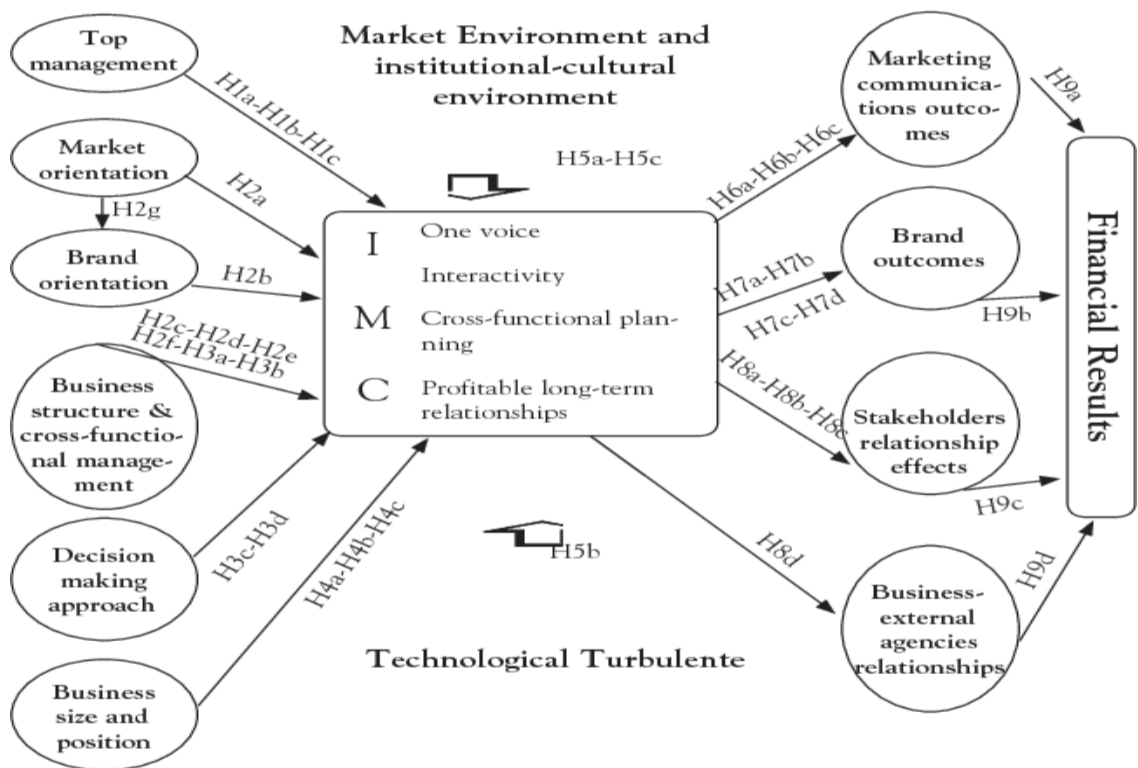 Top
management
H1a-H1b-H1c
Market
orientation
H2a
H2g
Brand
orientation
H2b
H2c-H2d-H2e
H2f-H3a-H3b
Business
structure &
cross-functio-
nal manage-
ment
Decision
making
approach
H3c-H3d
Business
size and
position
H4a-H4b-H4c
Market Environment and
institutional-cultural
environment
H5a-H5c
I
One voice
Interactivity
M
Cross-functional plan-
ning
C
Profitable long-term
relationships
H5b
Technological Turbulente
H6a-H6b-H6c
Marketing
communica-
tions outco-
mes
H9a
H7a-H7b
H7c-H7d
Brand
outcomes
H9b
H8a-H8b-H8c
Stakeholders
relationship
effects
H9c
H8d
Business-
external
agencies
relationships
H9d
Financial Results